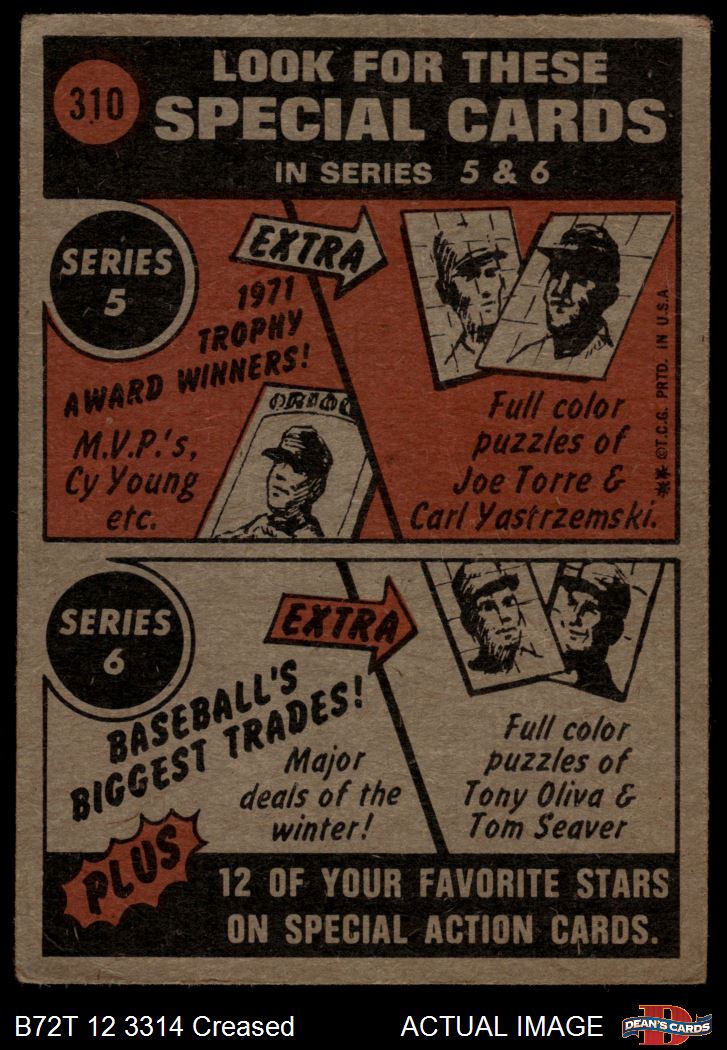 310
LOOK FOR THESE
SPECIAL CARDS
IN SERIES 5 & 6
SERIES
5
EXTRA
1971
TROPHY
AWARD WINNERS!
M.V.P.'s,
Cy Young
etc.
ORIOO
Full color
puzzles of
Joe Torre &
Carl Yastrzemski.
** ©T.C.G. PRTD. IN U.S.A.
SERIES
6
EXTRA
BASEBALL'S
BIGGEST TRADES!
Major
deals of the
winter!
Full color
puzzles of
Tony Oliva &
Tom Seaver
PLUS
12 OF YOUR FAVORITE STARS
ON SPECIAL ACTION CARDS.
B72T 12 3314 Creased
ACTUAL IMAGE
D
DEAN'S CARDS